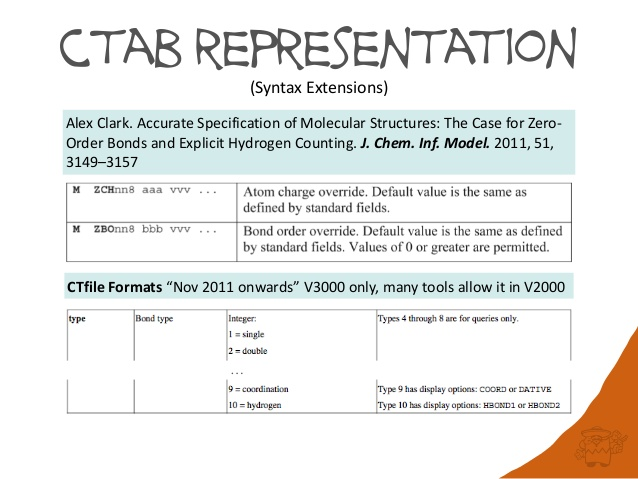 CTAB REPRESENTATION
(Syntax Extensions)
Alex Clark. Accurate Specification of Molecular Structures: The Case for Zero-
Order Bonds and Explicit Hydrogen Counting. J. Chem. Inf. Model. 2011, 51,
3149–3157
M ZCHnn8 aaa vvv ... Atom charge override. Default value is the same as
defined by standard fields.
M ZBOnn8 bbb vvv ... Bond order override. Default value is the same as defined
by standard fields. Values of 0 or greater are permitted.
CTfile Formats “Nov 2011 onwards” V3000 only, many tools allow it in V2000
type Bond type Integer: Types 4 through 8 are for queries only.
1 = single
2 = double
...
9 = coordination Type 9 has display options: COORD or DATIVE
10 = hydrogen Type 10 has display options: HBOND1 or HBOND2